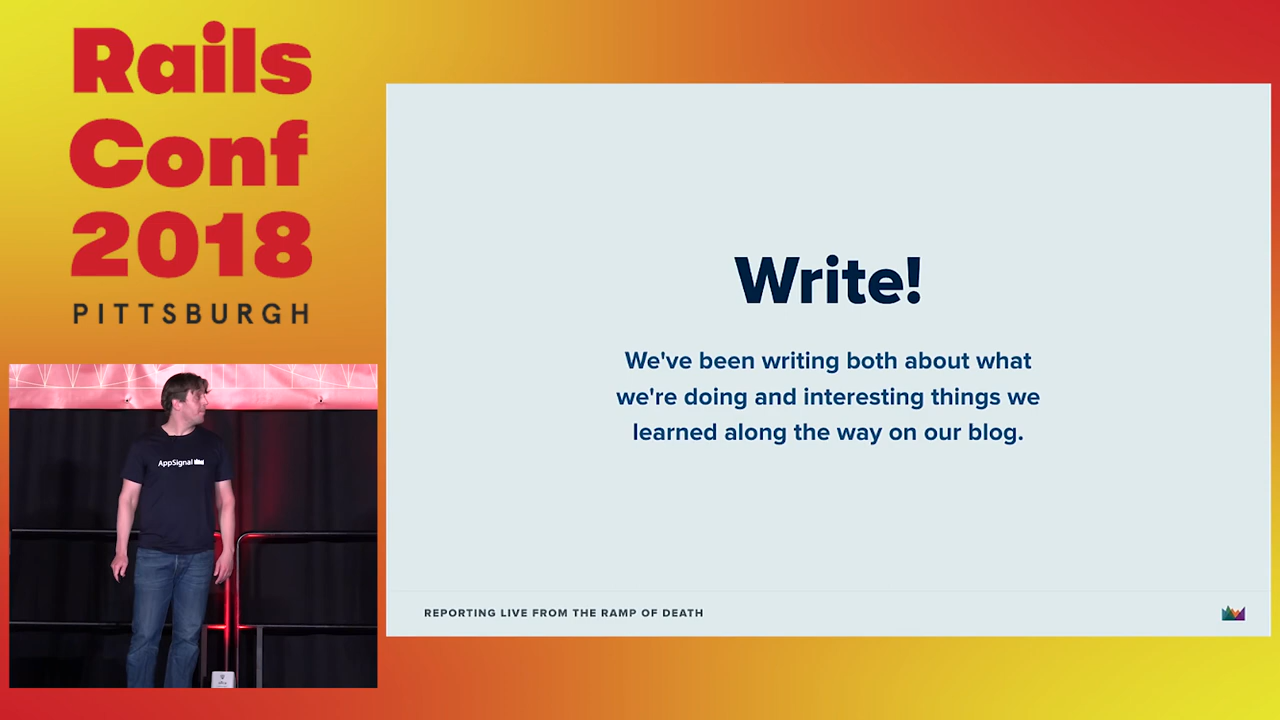 Rails
Conf
2018
PITTSBURGH
Write!
We've been writing both about what
we're doing and interesting things we
learned along the way on our blog.
AppSignal
REPORTING LIVE FROM THE RAMP OF DEATH